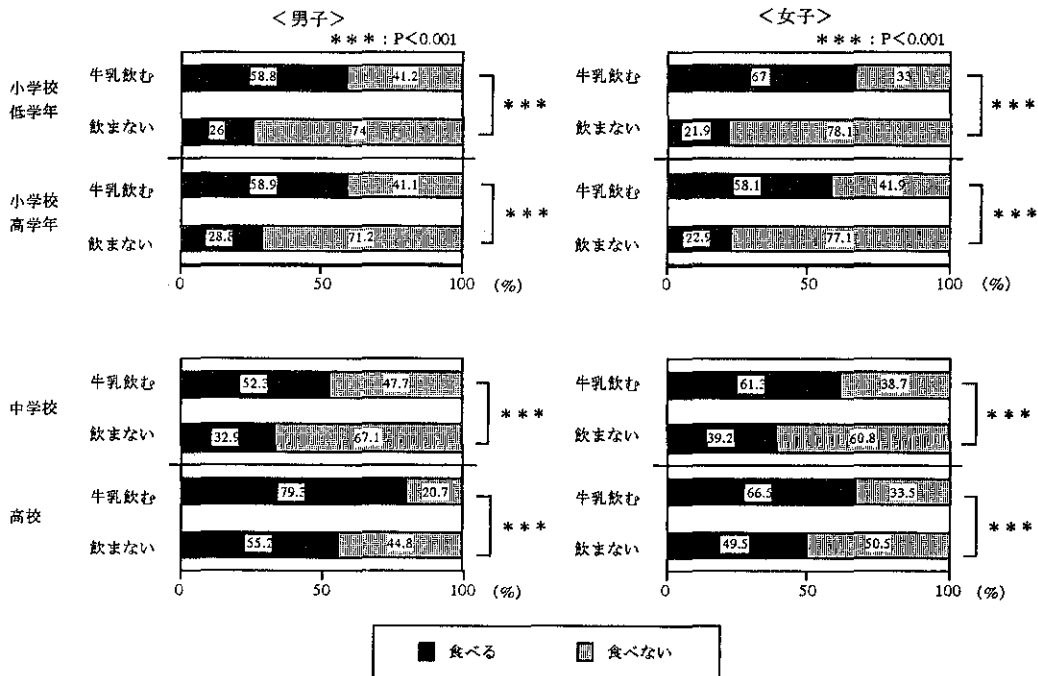 <男子>
<女子>
***:P<0.001
***:P<0.001
小学校
低学年
牛乳飲む
58.8
41.2
***
飲まない
26
74
牛乳飲む
67
33
***
飲まない
21.9
78.1
小学校
高学年
牛乳飲む
58.9
41.1
***
飲まない
28.8
71.2
牛乳飲む
58.1
41.9
***
飲まない
22.9
77.1
0 50 100 (%)
0 50 100 (%)
中学校
牛乳飲む
52.3
47.7
***
飲まない
32.9
67.1
牛乳飲む
61.3
38.7
***
飲まない
39.2
60.8
高校
牛乳飲む
79.3
20.7
***
飲まない
55.2
44.8
牛乳飲む
66.5
33.5
***
飲まない
49.5
50.5
0 50 100 (%)
0 50 100 (%)
食べる
食べない